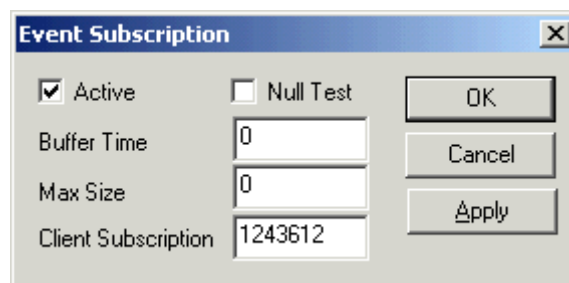 Event Subscription
Active
Null Test
OK
Buffer Time
0
Cancel
Max Size
0
Apply
Client Subscription
1243612